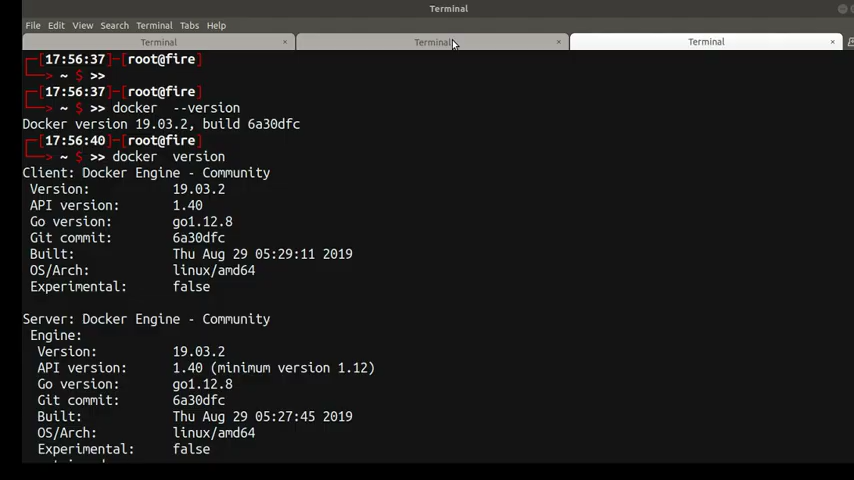 Terminal
File Edit View Search Terminal Tabs Help
Terminal × Terminal × Terminal ×
[17:56:37]-[root@fire]
~ $ >>
[17:56:37]-[root@fire]
~ $ >> docker  --version
Docker version 19.03.2, build 6a30dfc
[17:56:40]-[root@fire]
~ $ >> docker  version
Client: Docker Engine - Community
Version: 19.03.2
API version: 1.40
Go version: go1.12.8
Git commit: 6a30dfc
Built: Thu Aug 29 05:29:11 2019
OS/Arch: linux/amd64
Experimental: false
Server: Docker Engine - Community
Engine:
Version: 19.03.2
API version: 1.40 (minimum version 1.12)
Go version: go1.12.8
Git commit: 6a30dfc
Built: Thu Aug 29 05:27:45 2019
OS/Arch: linux/amd64
Experimental: false